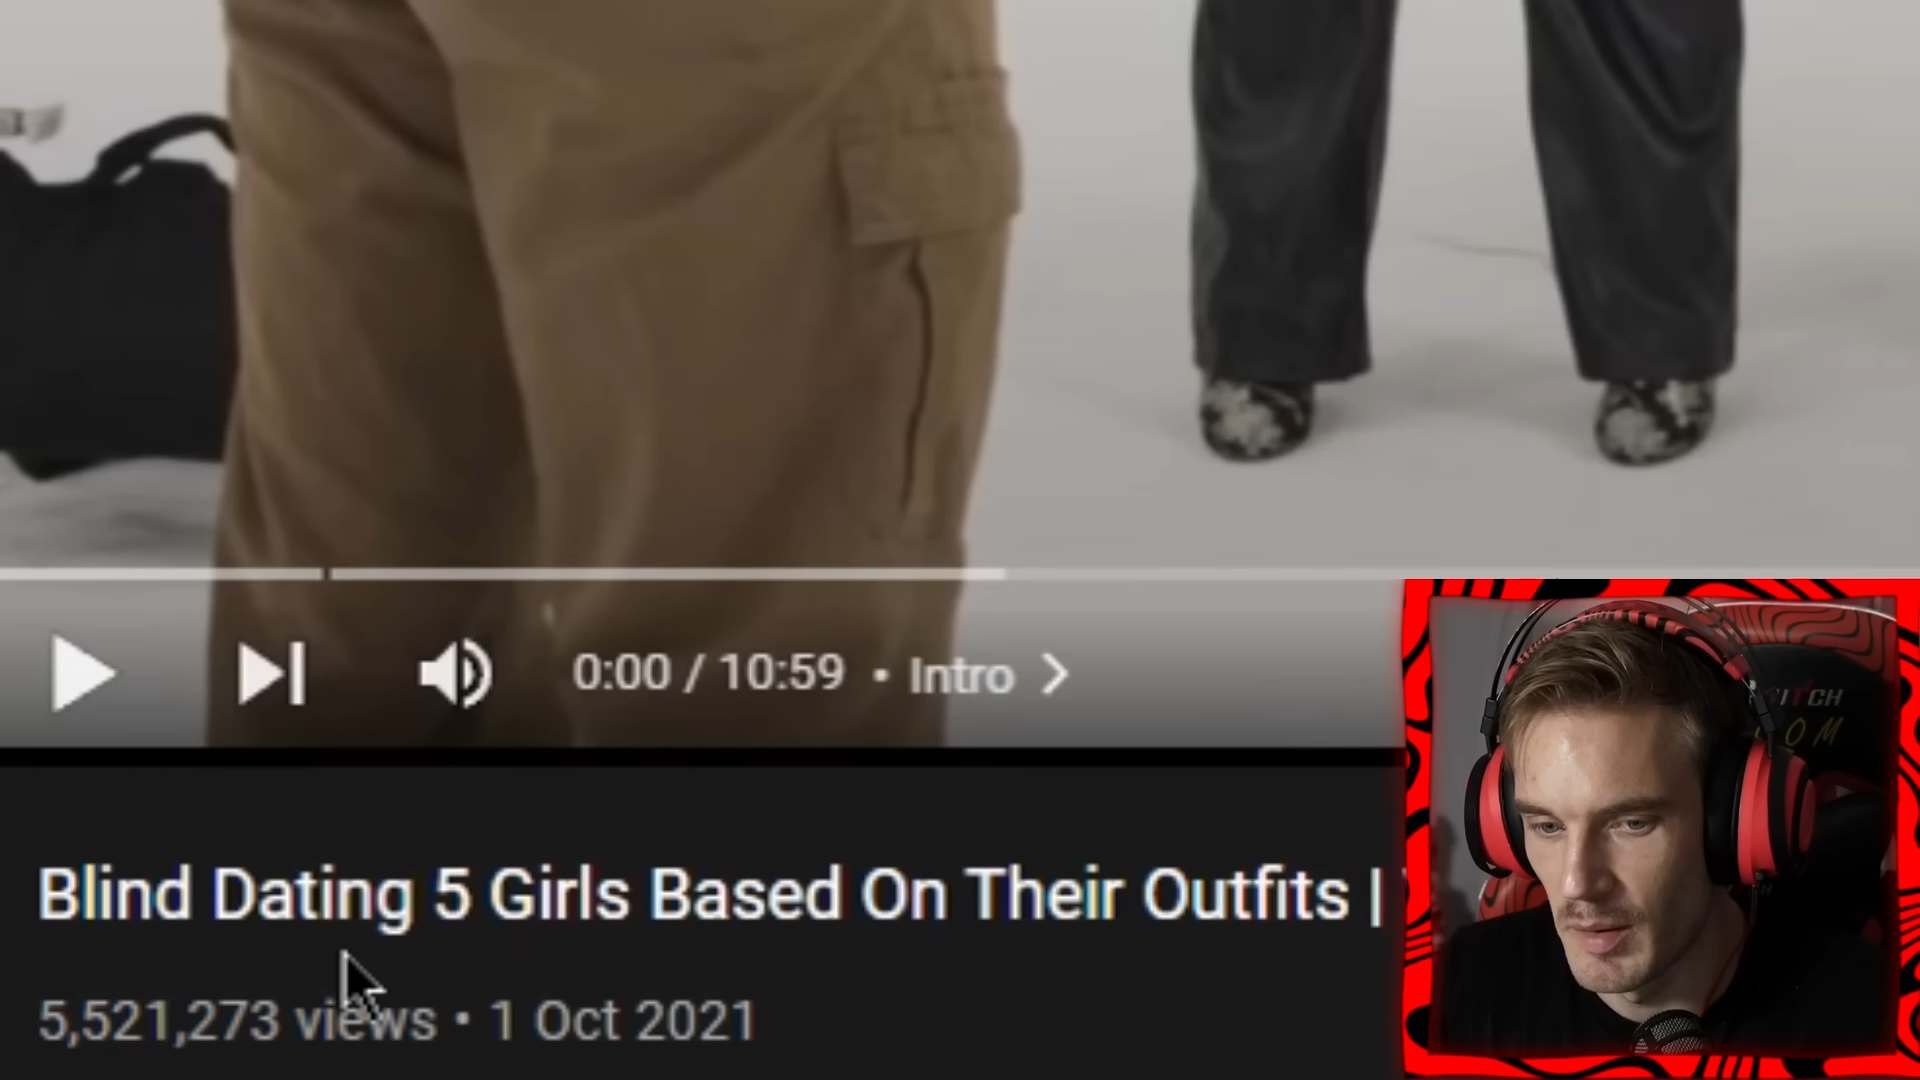 0:00 / 10:59 • Intro >
Blind Dating 5 Girls Based On Their Outfits |
5,521,273 views • 1 Oct 2021
OM